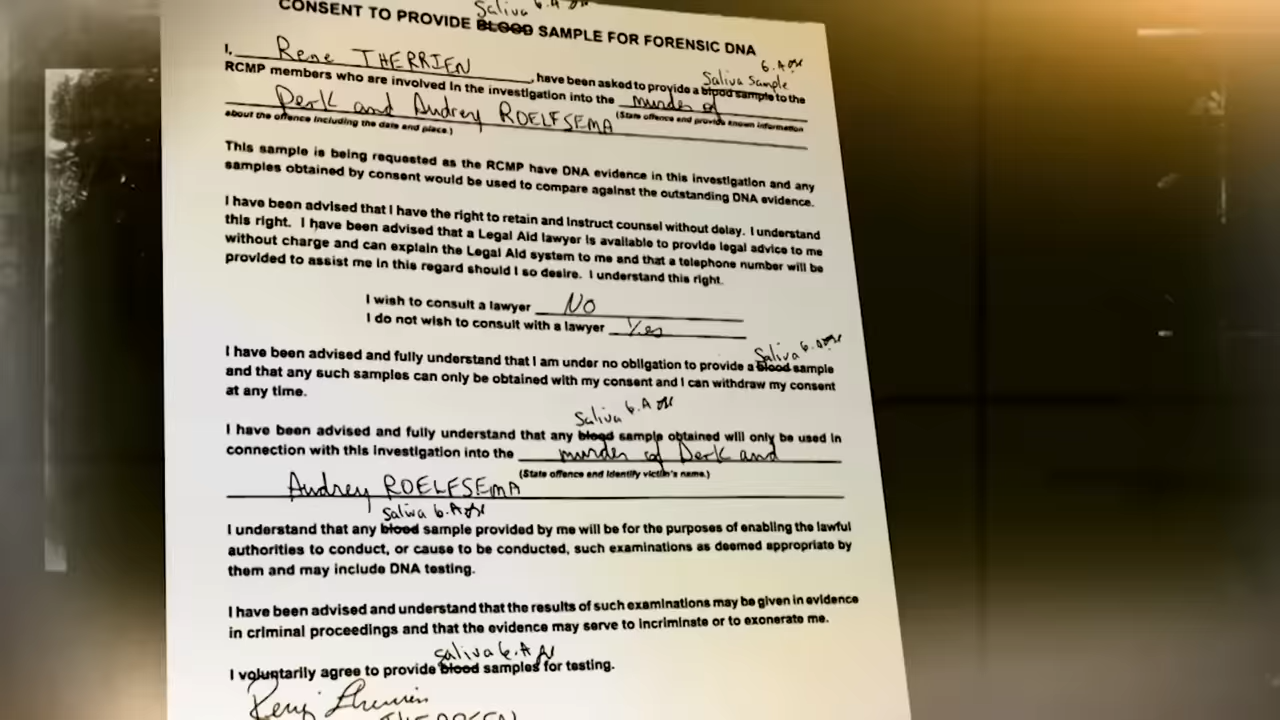 Saliva
CONSENT TO PROVIDE BLOOD SAMPLE FOR FORENSIC DNA
I, Rene THERRIEN, have been asked to provide a blood sample to the
Saliva Sample
RCMP members who are involved in the investigation into the murder of
Derk and Audrey ROELFSEMA (State offence and provide known information
about the offence including the date and place.)
This sample is being requested as the RCMP have DNA evidence in this investigation and any
samples obtained by consent would be used to compare against the outstanding DNA evidence.
I have been advised that I have the right to retain and instruct counsel without delay. I understand
this right. I have been advised that a Legal Aid lawyer is available to provide legal advice to me
without charge and can explain the Legal Aid system to me and that a telephone number will be
provided to assist me in this regard should I so desire. I understand this right.
I wish to consult a lawyer NO
I do not wish to consult with a lawyer Yes
Saliva
I have been advised and fully understand that I am under no obligation to provide a blood sample
and that any such samples can only be obtained with my consent and I can withdraw my consent
at any time.
Saliva
I have been advised and fully understand that any blood sample obtained will only be used in
connection with this investigation into the murder of Derk and
(State offence and identify victim's name.)
Audrey ROELFSEMA
Saliva
I understand that any blood sample provided by me will be for the purposes of enabling the lawful
authorities to conduct, or cause to be conducted, such examinations as deemed appropriate by
them and may include DNA testing.
I have been advised and understand that the results of such examinations may be given in evidence
in criminal proceedings and that the evidence may serve to incriminate or to exonerate me.
saliva
I voluntarily agree to provide blood samples for testing.